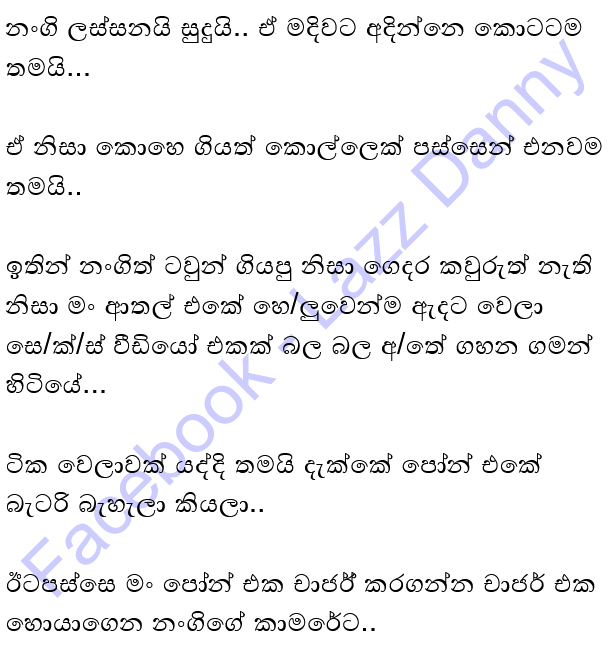 නංගි ලස්සනයි සුදුයි.. ඒ මදිවට අදින්නෙ කොටටම
තමයි...
ඒ නිසා කොහෙ ගියත් කොල්ලෙක් පස්සෙන් එනවම
තමයි..
ඉතින් නංගිත් ටවුන් ගියපු නිසා ගෙදර කවුරුත් නැති
නිසා මං ආතල් එකේ හෙ/ලුවෙන්ම ඇඳට වෙලා
සෙ/ක්/ස් වීඩියෝ එකක් බල බල අ/තේ ගහන ගමන්
හිටියේ...
ටික වෙලාවක් යද්දි තමයි දැක්කේ පෝන් එකේ
බැටරි බැහැලා කියලා..
ඊටපස්සෙ මං පෝන් එක චාර්ජ් කරගන්න චාජර් එක
හොයාගෙන නංගිගේ කාමරේට..
Facebook - Lazz Danny